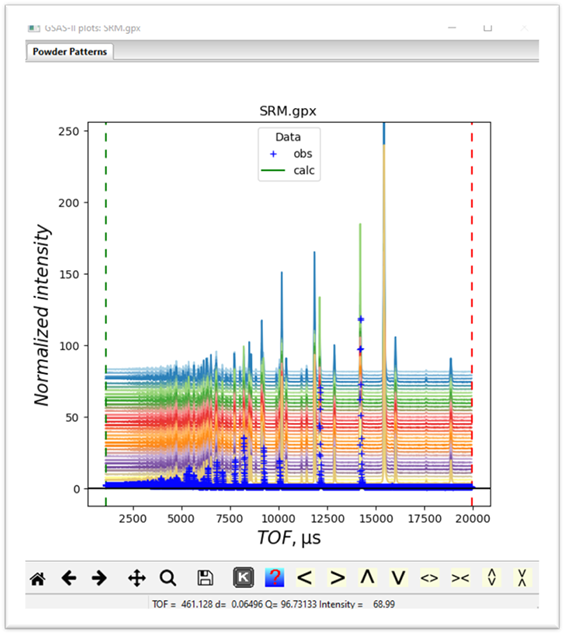 GSAS-II plots: SRM.gpx
Powder Patterns
SRM.gpx
Data
obs
calc
Normalized intensity
250
200
150
100
50
0
2500 5000 7500 10000 12500 15000 17500 20000
TOF, μs
K ? < > Λ V <> ><
TOF = 461.128 d= 0.06496 Q= 96.73133 Intensity = 68.99